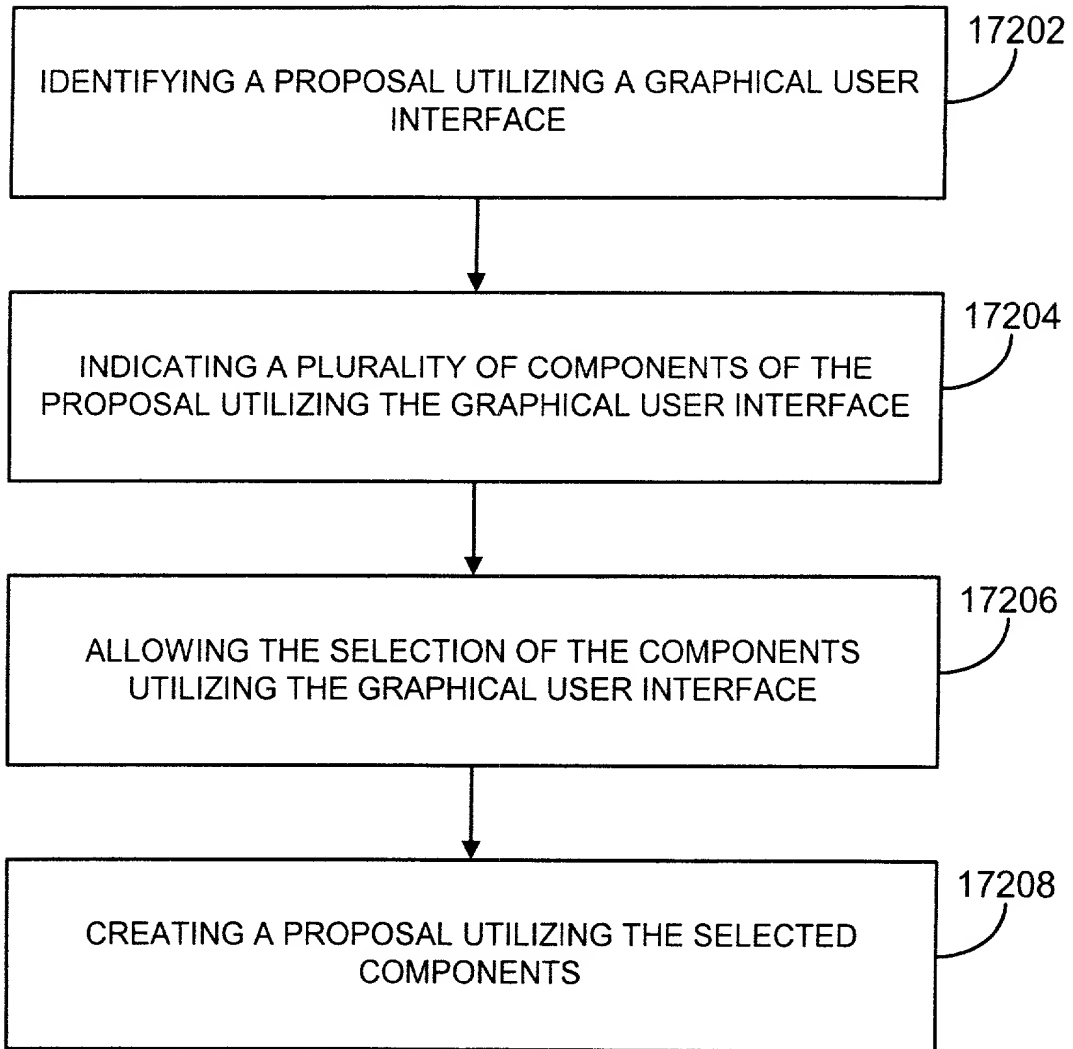 17202
IDENTIFYING A PROPOSAL UTILIZING A GRAPHICAL USER
INTERFACE
17204
INDICATING A PLURALITY OF COMPONENTS OF THE
PROPOSAL UTILIZING THE GRAPHICAL USER INTERFACE
17206
ALLOWING THE SELECTION OF THE COMPONENTS
UTILIZING THE GRAPHICAL USER INTERFACE
17208
CREATING A PROPOSAL UTILIZING THE SELECTED
COMPONENTS